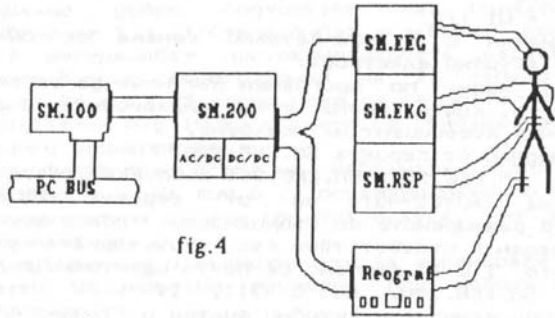 SM.EEG
SM.100
SM.200
SM.EKG
AC/DC DC/DC
SM.RSP
PC BUS
fig.4
Reograf